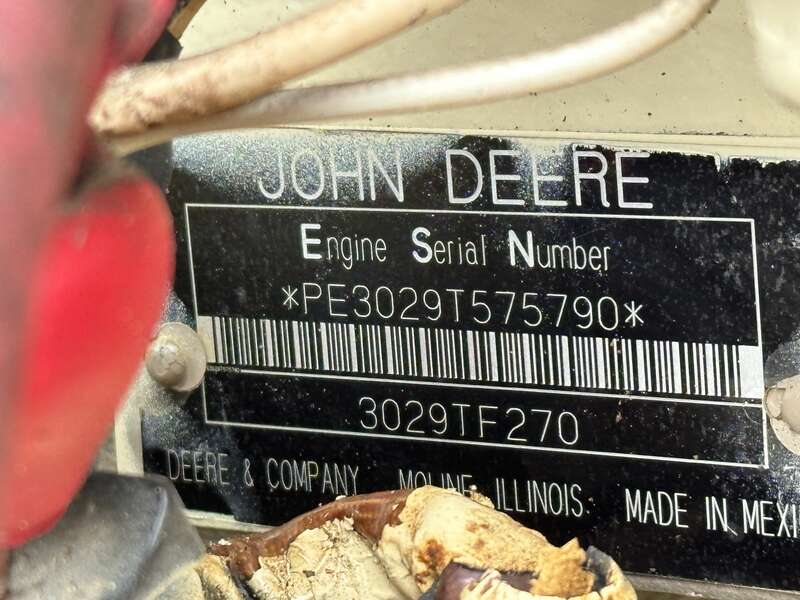 JOHN DEERE
Engine Serial Number
*PE3029T575790*
3029TF270
DEERE & COMPANY MOLINE ILLINOIS MADE IN MEXI